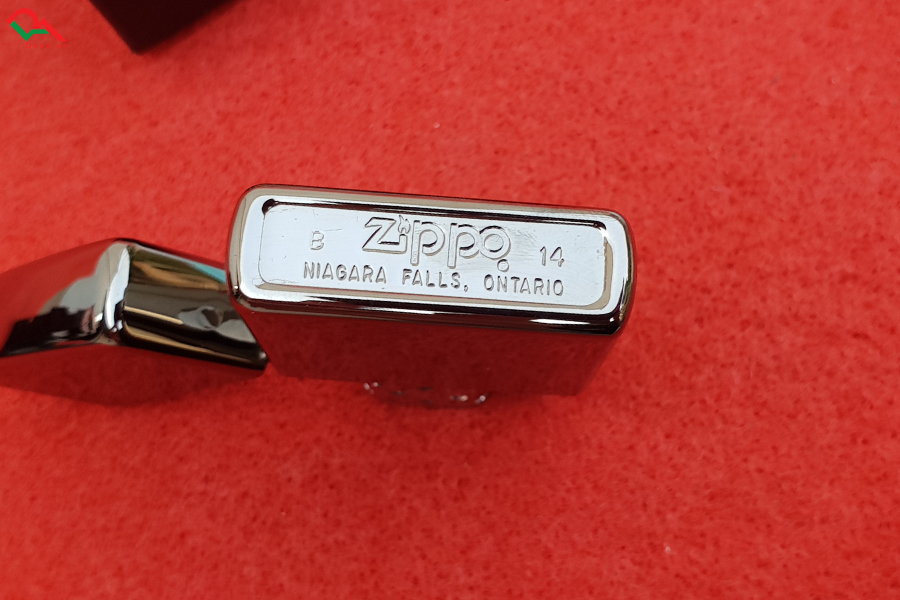 B Zippo 14
NIAGARA FALLS, ONTARIO